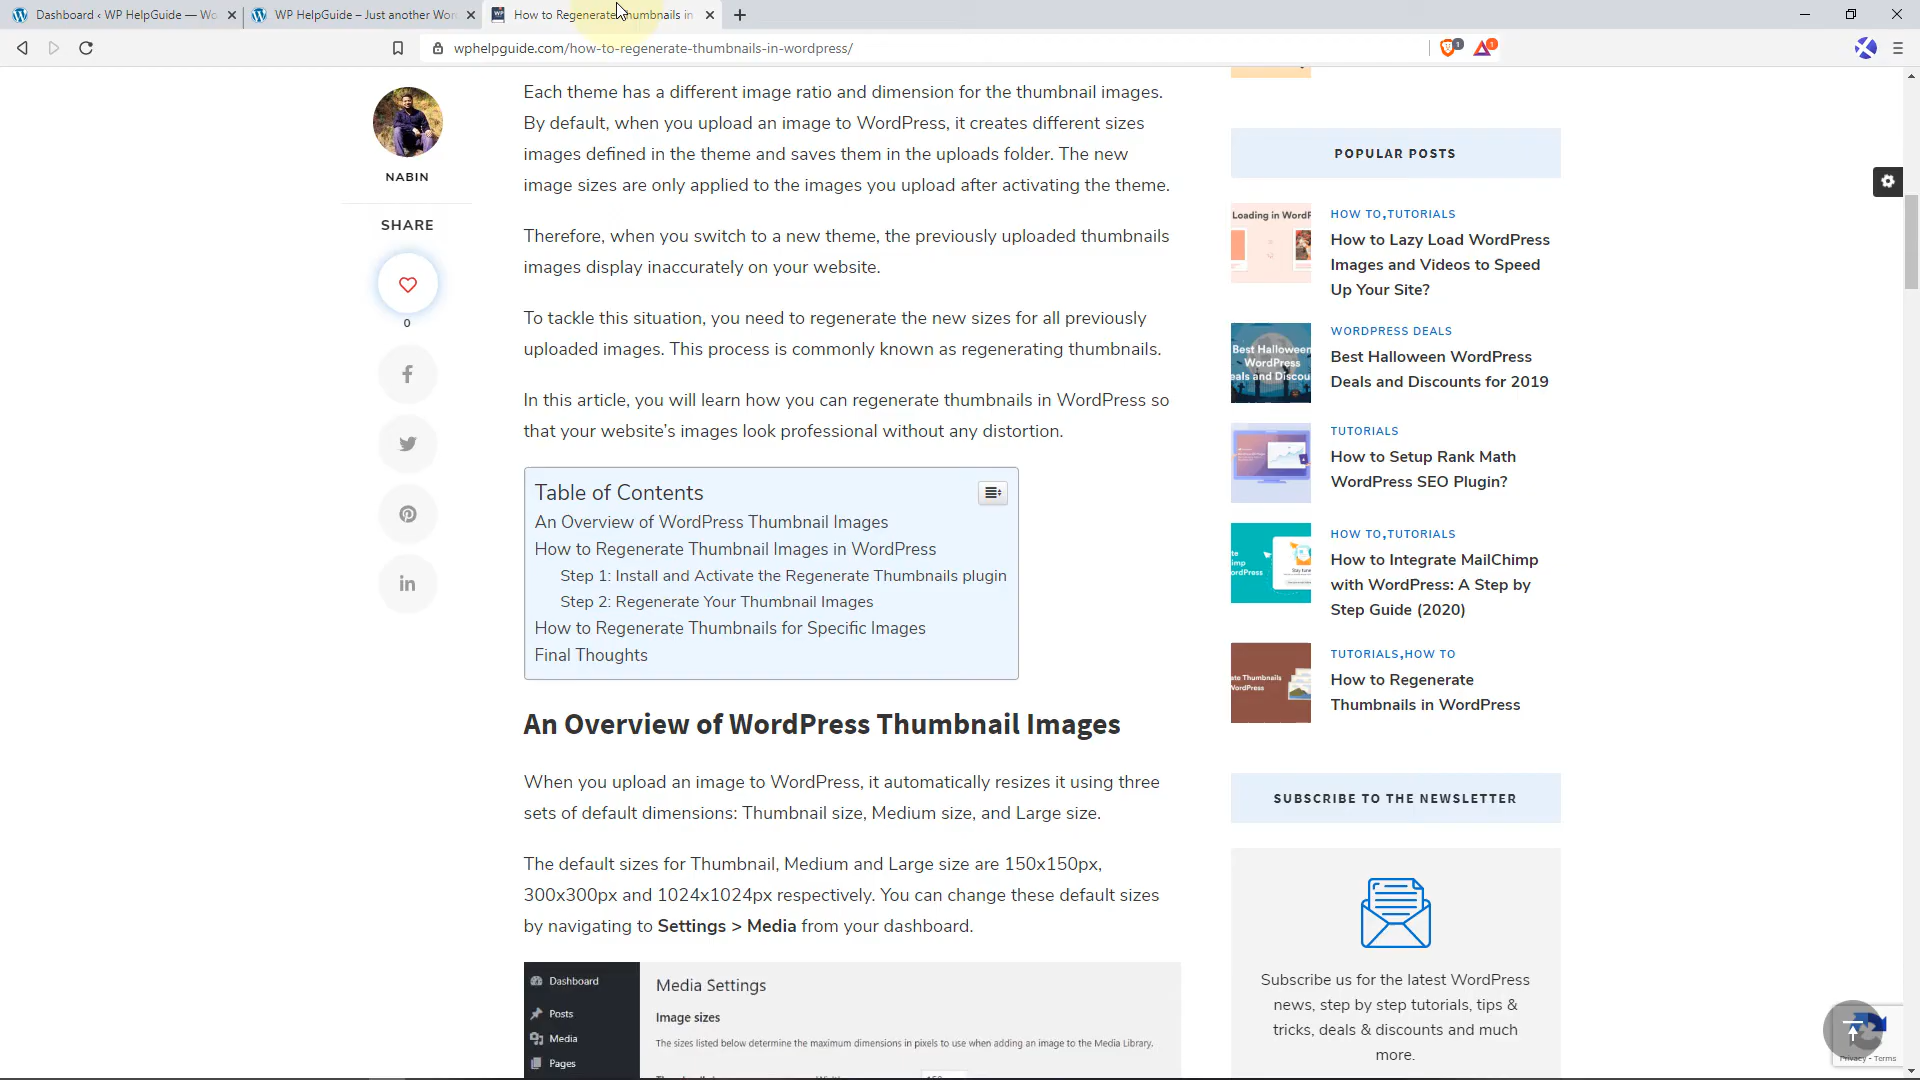 Dashboard ‹ WP HelpGuide — Wo
WP HelpGuide – Just another Wor
How to Regenerate Thumbnails in
wphelpguide.com/how-to-regenerate-thumbnails-in-wordpress/
1
1
NABIN
SHARE
0
Each theme has a different image ratio and dimension for the thumbnail images.
By default, when you upload an image to WordPress, it creates different sizes
images defined in the theme and saves them in the uploads folder. The new
image sizes are only applied to the images you upload after activating the theme.
Therefore, when you switch to a new theme, the previously uploaded thumbnails
images display inaccurately on your website.
To tackle this situation, you need to regenerate the new sizes for all previously
uploaded images. This process is commonly known as regenerating thumbnails.
In this article, you will learn how you can regenerate thumbnails in WordPress so
that your website’s images look professional without any distortion.
Table of Contents
An Overview of WordPress Thumbnail Images
How to Regenerate Thumbnail Images in WordPress
Step 1: Install and Activate the Regenerate Thumbnails plugin
Step 2: Regenerate Your Thumbnail Images
How to Regenerate Thumbnails for Specific Images
Final Thoughts
An Overview of WordPress Thumbnail Images
When you upload an image to WordPress, it automatically resizes it using three
sets of default dimensions: Thumbnail size, Medium size, and Large size.
The default sizes for Thumbnail, Medium and Large size are 150x150px,
300x300px and 1024x1024px respectively. You can change these default sizes
by navigating to Settings > Media from your dashboard.
Dashboard
Posts
Media
Pages
Media Settings
Image sizes
The sizes listed below determine the maximum dimensions in pixels to use when adding an image to the Media Library.
POPULAR POSTS
Loading in WordP
HOW TO,TUTORIALS
How to Lazy Load WordPress
Images and Videos to Speed
Up Your Site?
Best Halloween
WordPress
eals and Discou
WORDPRESS DEALS
Best Halloween WordPress
Deals and Discounts for 2019
TUTORIALS
How to Setup Rank Math
WordPress SEO Plugin?
HOW TO,TUTORIALS
How to Integrate MailChimp
with WordPress: A Step by
Step Guide (2020)
ate Thumbnails
WordPress
TUTORIALS,HOW TO
How to Regenerate
Thumbnails in WordPress
SUBSCRIBE TO THE NEWSLETTER
Subscribe us for the latest WordPress
news, step by step tutorials, tips &
tricks, deals & discounts and much
more.
Privacy - Terms